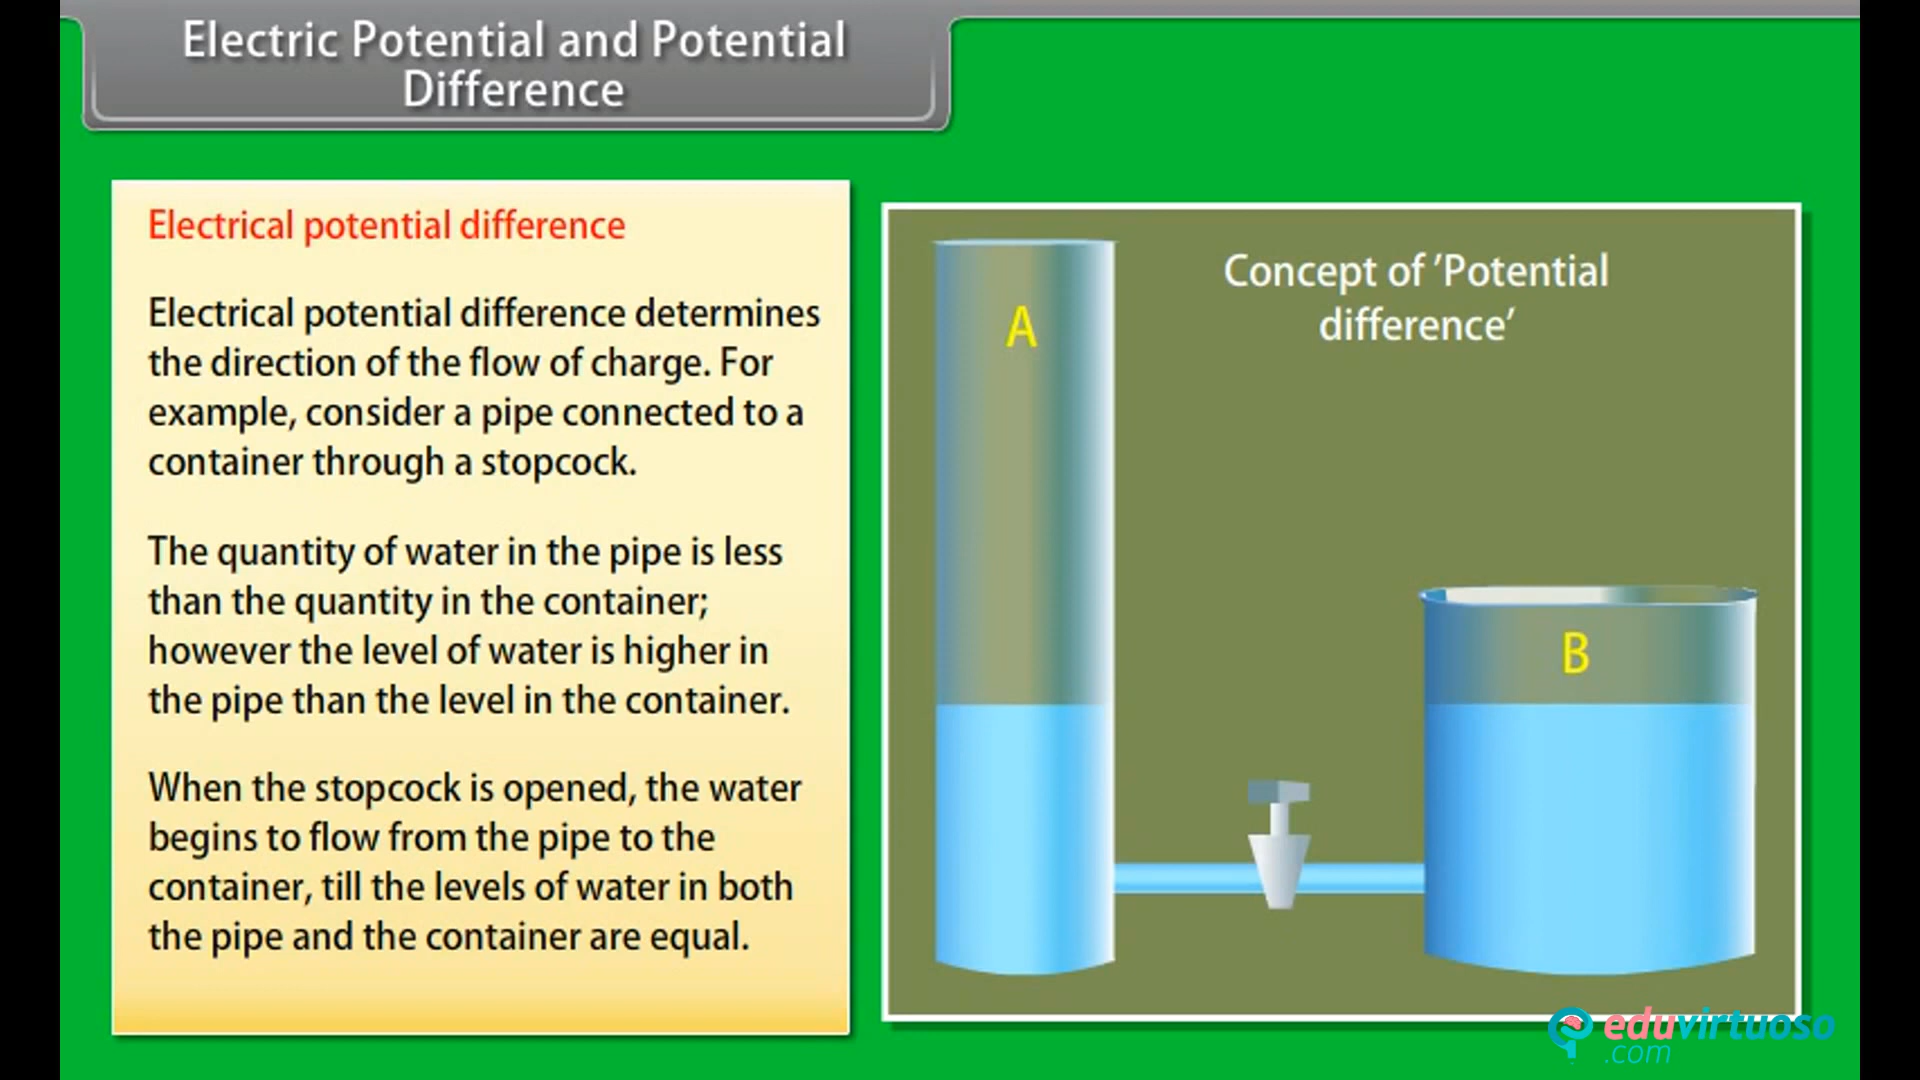 Electric Potential and Potential
Difference
Electrical potential difference
Electrical potential difference determines
the direction of the flow of charge. For
example, consider a pipe connected to a
container through a stopcock.
The quantity of water in the pipe is less
than the quantity in the container;
however the level of water is higher in
the pipe than the level in the container.
When the stopcock is opened, the water
begins to flow from the pipe to the
container, till the levels of water in both
the pipe and the container are equal.
Concept of 'Potential
difference'
A
B
eduvirtuoso
.com